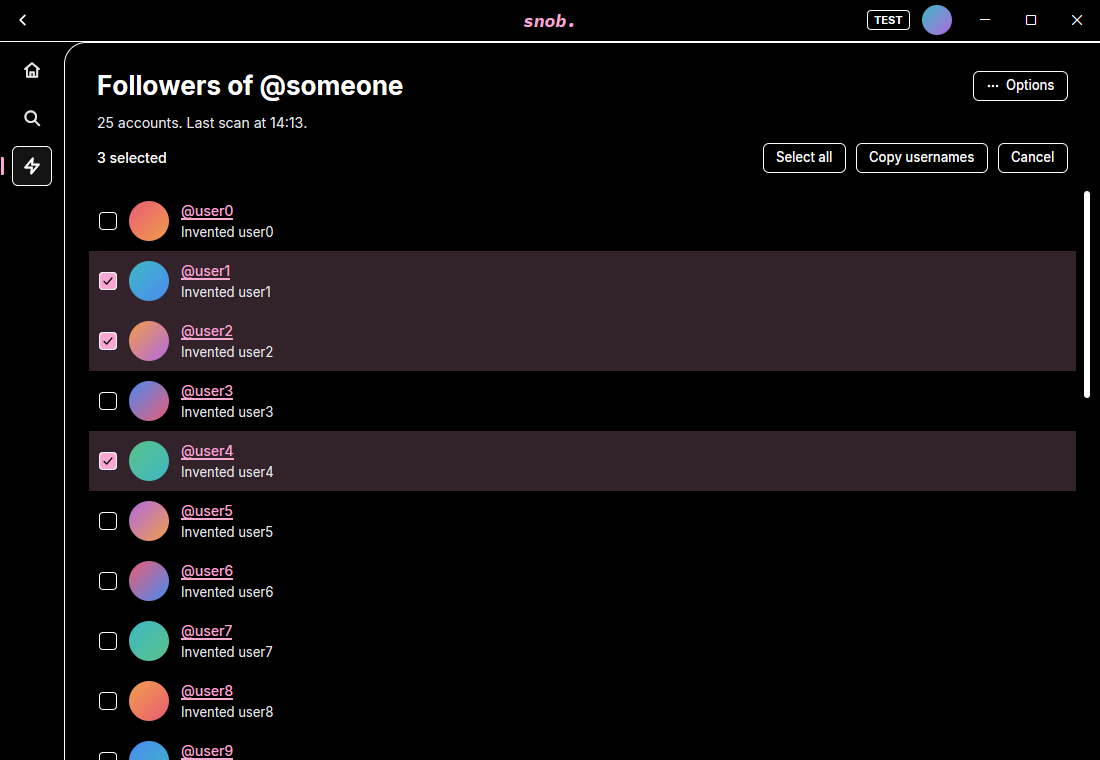 snob.
TEST
Followers of @someone
··· Options
25 accounts. Last scan at 14:13.
3 selected
Select all
Copy usernames
Cancel
@user0
Invented user0
@user1
Invented user1
@user2
Invented user2
@user3
Invented user3
@user4
Invented user4
@user5
Invented user5
@user6
Invented user6
@user7
Invented user7
@user8
Invented user8
@user9